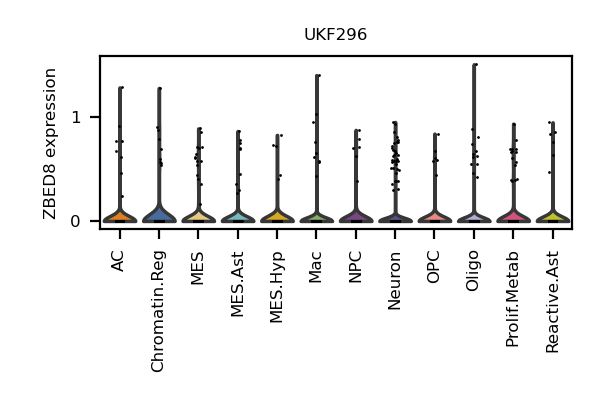 UKF296
ZBED8 expression
1
0
AC
Chromatin.Reg
MES
MES.Ast
MES.Hyp
Mac
NPC
Neuron
OPC
Oligo
Prolif.Metab
Reactive.Ast